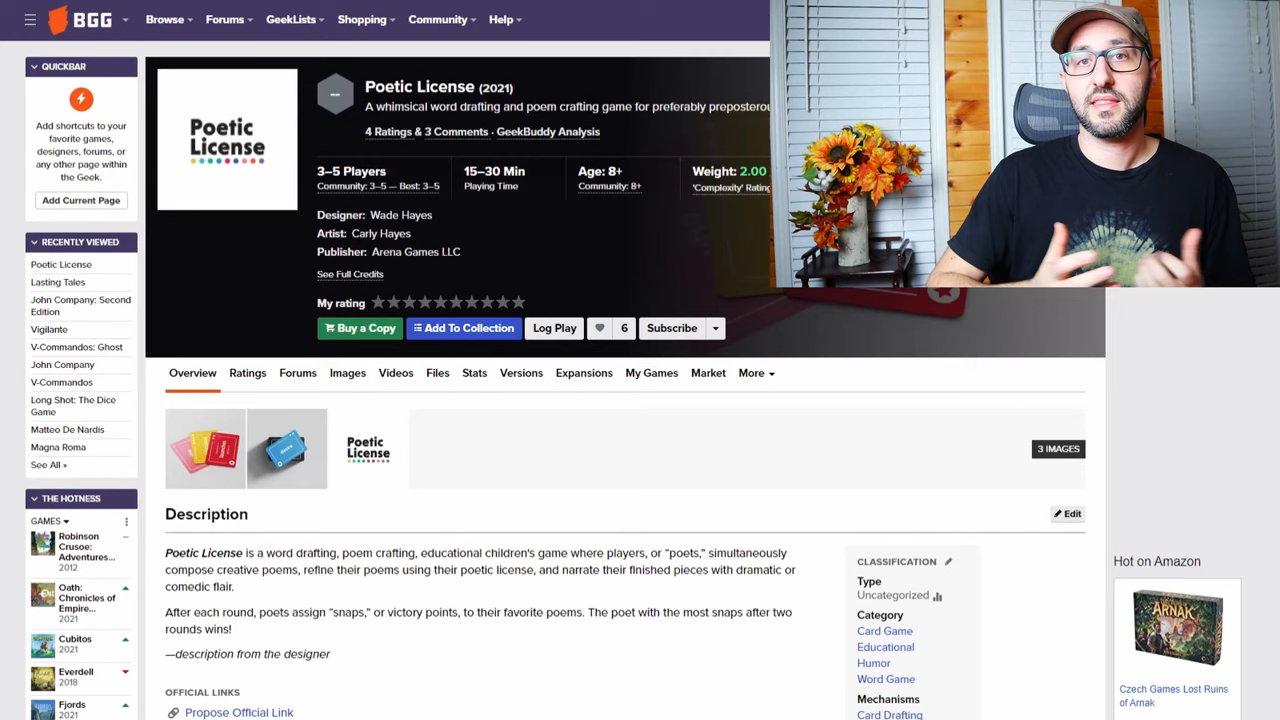 BGG
Browse
Forums
GeekLists
Shopping
Community
Help
QUICKBAR
Add shortcuts to your
favorite games,
designers, forums, or
any other page within
the Geek.
Add Current Page
RECENTLY VIEWED
Poetic License
Lasting Tales
John Company: Second
Edition
Vigilante
V-Commandos: Ghost
John Company
V-Commandos
Long Shot: The Dice
Game
Matteo De Nardis
Magna Roma
See All »
THE HOTNESS
GAMES
Robinson
Crusoe:
Adventures...
2012
Oath:
Chronicles of
Empire...
2021
Cubitos
2021
Everdell
2018
Fjords
2021
Poetic
License
--
Poetic License (2021)
A whimsical word drafting and poem crafting game for preferably preposterou
4 Ratings & 3 Comments · GeekBuddy Analysis
3–5 Players
Community: 3–5 — Best: 3–5
15–30 Min
Playing Time
Age: 8+
Community: 8+
Weight: 2.00
'Complexity' Rating
Designer: Wade Hayes
Artist: Carly Hayes
Publisher: Arena Games LLC
See Full Credits
My rating
Buy a Copy
Add To Collection
Log Play
6
Subscribe
Overview
Ratings
Forums
Images
Videos
Files
Stats
Versions
Expansions
My Games
Market
More
Poetic
License
3 IMAGES
Description
Edit
Poetic License is a word drafting, poem crafting, educational children's game where players, or "poets," simultaneously
compose creative poems, refine their poems using their poetic license, and narrate their finished pieces with dramatic or
comedic flair.
After each round, poets assign "snaps," or victory points, to their favorite poems. The poet with the most snaps after two
rounds wins!
—description from the designer
OFFICIAL LINKS
Propose Official Link
CLASSIFICATION
Type
Uncategorized
Category
Card Game
Educational
Humor
Word Game
Mechanisms
Card Drafting
Hot on Amazon
ARNAK
Czech Games Lost Ruins
of Arnak